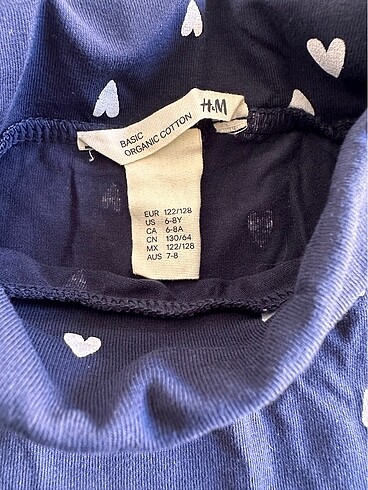 H&M
BASIC
ORGANIC COTTON
EUR 122/128
US 6-8Y
CA 6-8A
CN 130/64
MX 122/128
AUS 7-8